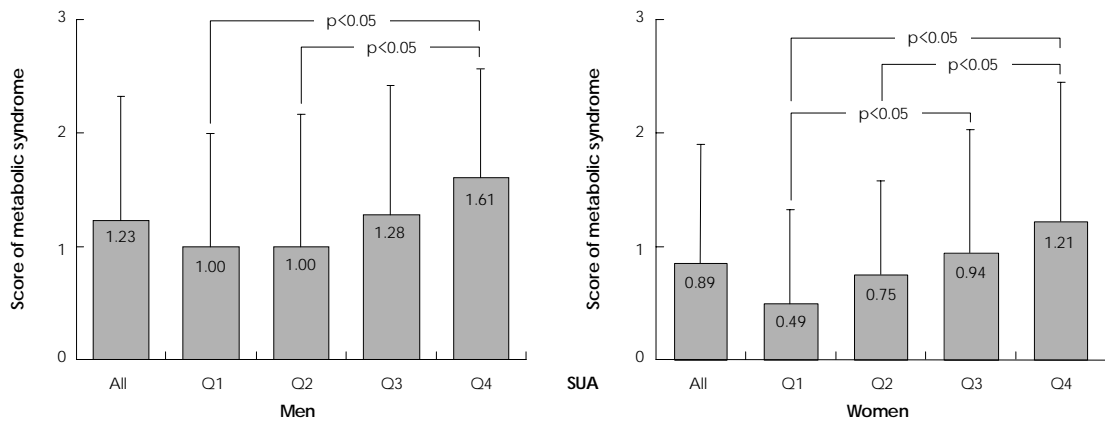 Score of metabolic syndrome
3
2
1
0
p<0.05
p<0.05
1.23
1.00
1.00
1.28
1.61
All Q1 Q2 Q3 Q4
Men
SUA
Score of metabolic syndrome
3
2
1
0
p<0.05
p<0.05
p<0.05
0.89
0.49
0.75
0.94
1.21
All Q1 Q2 Q3 Q4
Women